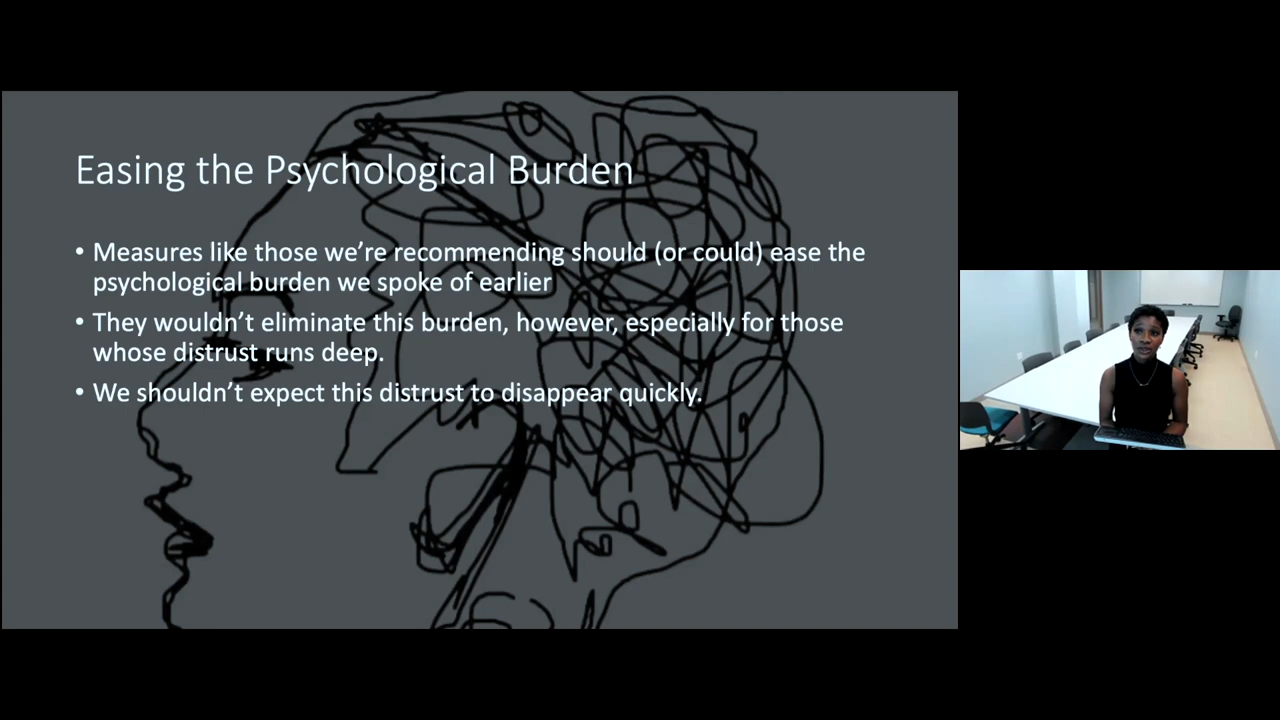 Easing the Psychological Burden
• Measures like those we're recommending should (or could) ease the
psychological burden we spoke of earlier
• They wouldn't eliminate this burden, however, especially for those
whose distrust runs deep.
• We shouldn't expect this distrust to disappear quickly.